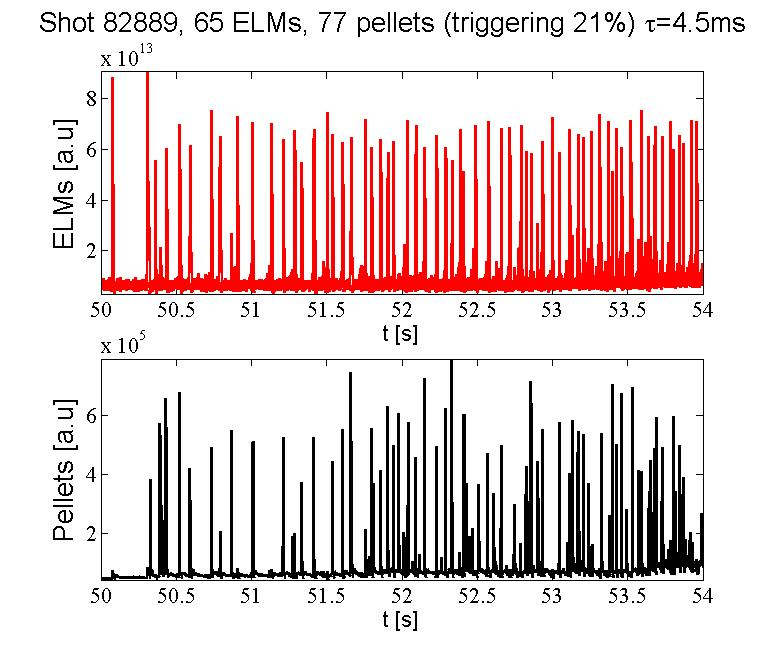 Shot 82889, 65 ELMs, 77 pellets (triggering 21%) τ=4.5ms
x 10^13
ELMs [a.u]
8
6
4
2
50 50.5 51 51.5 52 52.5 53 53.5 54
t [s]
x 10^5
Pellets [a.u]
6
4
2
50 50.5 51 51.5 52 52.5 53 53.5 54
t [s]